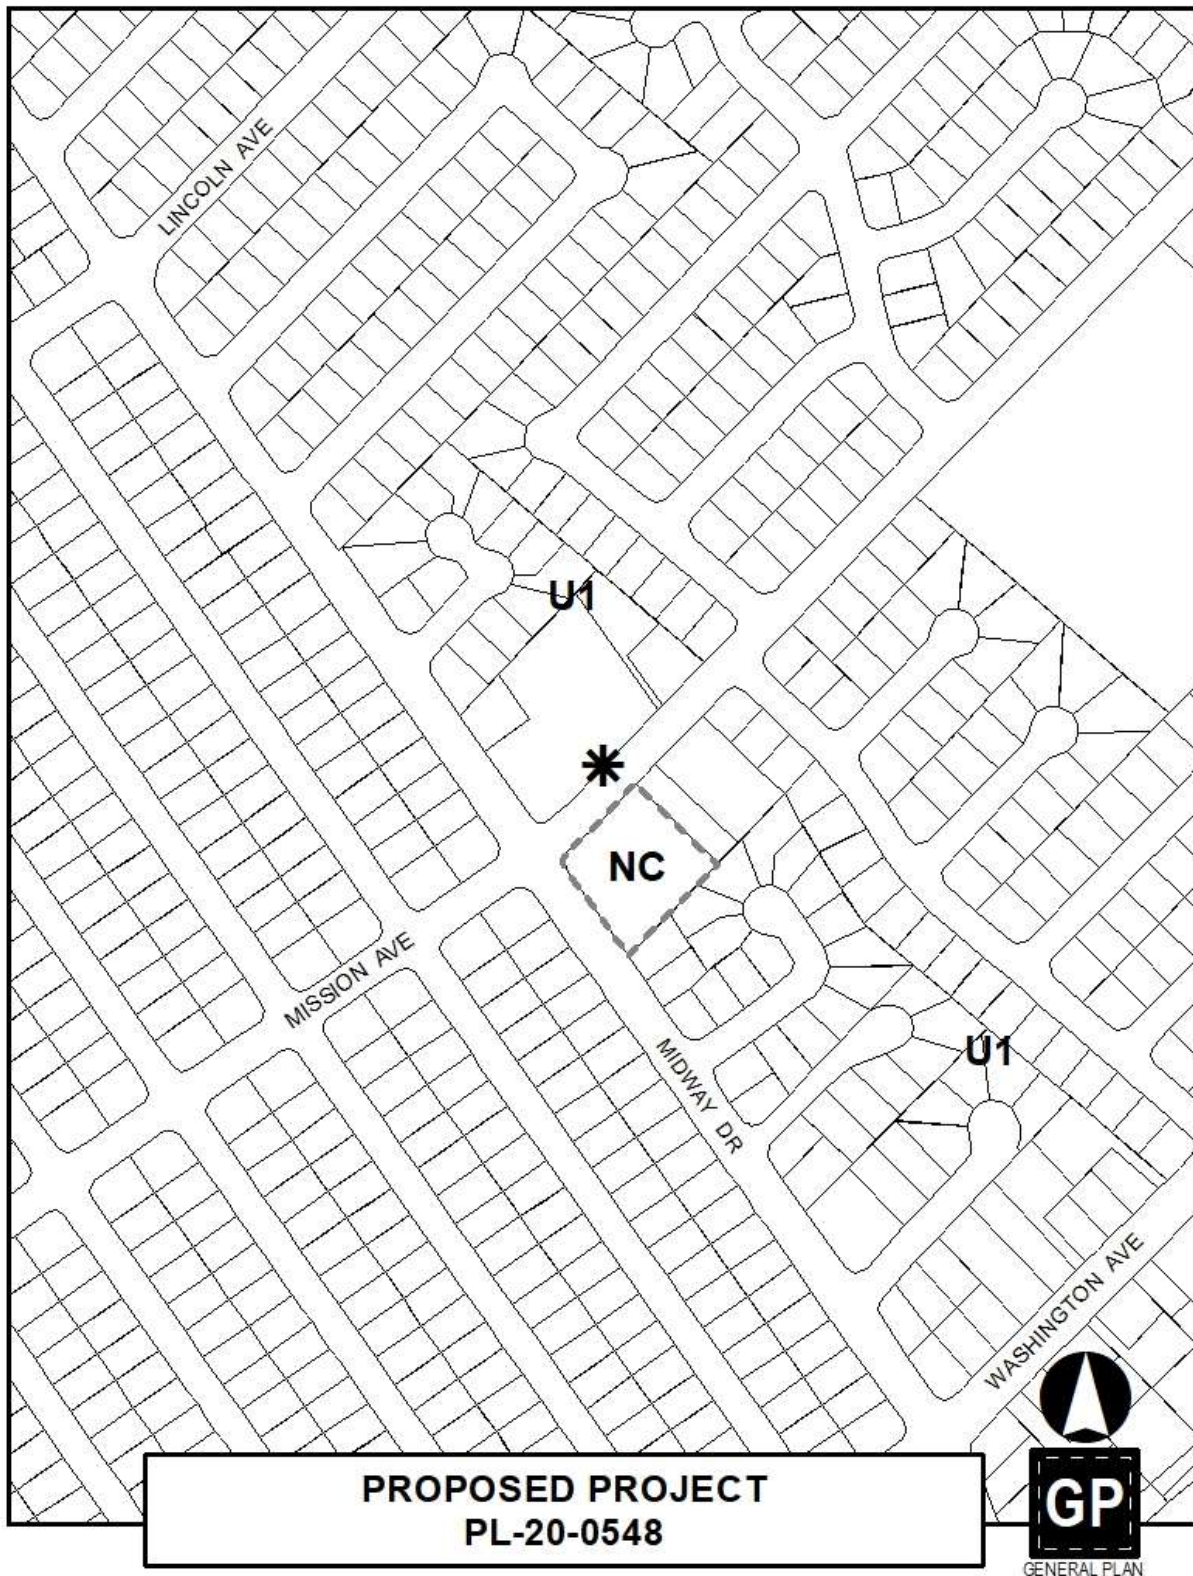 LINCOLN AVE
U1
NC
MISSION AVE
MIDWAY DR
U1
WASHINGTON AVE
PROPOSED PROJECT
PL-20-0548
GP
GENERAL PLAN